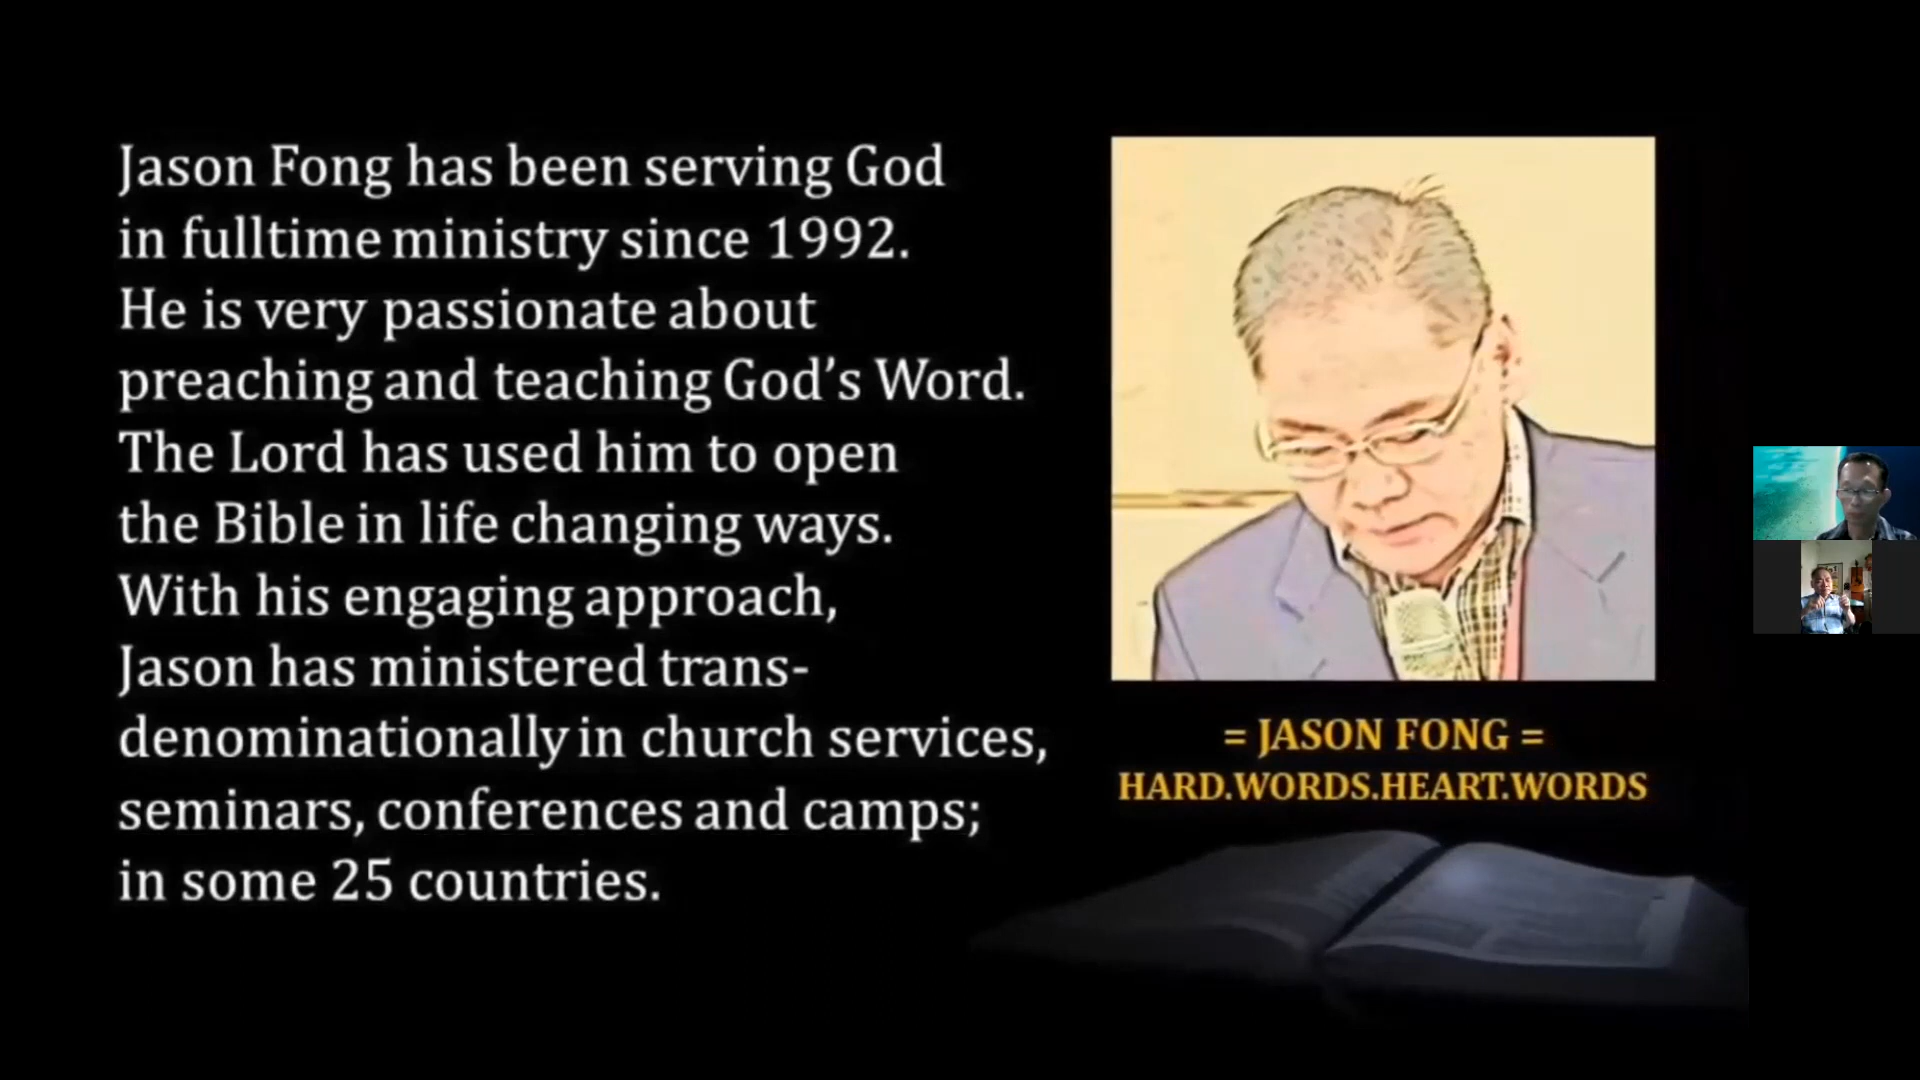 Jason Fong has been serving God
in fulltime ministry since 1992.
He is very passionate about
preaching and teaching God’s Word.
The Lord has used him to open
the Bible in life changing ways.
With his engaging approach,
Jason has ministered trans-
denominationally in church services,
seminars, conferences and camps;
in some 25 countries.
= JASON FONG =
HARD.WORDS.HEART.WORDS